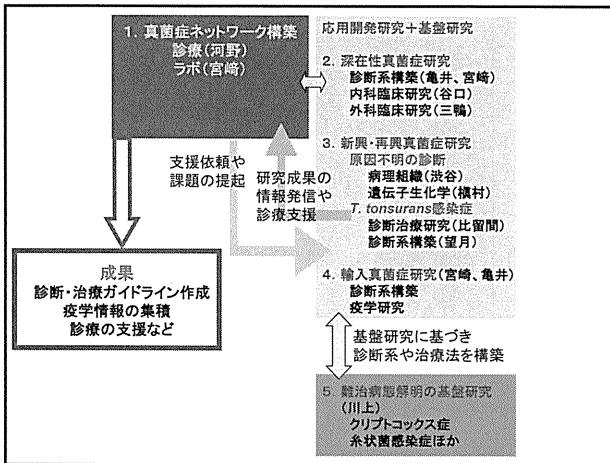 1. 真菌症ネットワーク構築
診療(河野)
ラボ(宮﨑)
応用開発研究+基盤研究
2. 深在性真菌症研究
診断系構築(亀井、宮﨑)
内科臨床研究(谷口)
外科臨床研究(三鴨)
3. 新興・再興真菌症研究
原因不明の診断
病理組織(渋谷)
遺伝子生化学(槇村)
T. tonsurans感染症
診断治療研究(比留間)
診断系構築(望月)
4. 輸入真菌症研究(宮﨑、亀井)
診断系構築
疫学研究
支援依頼や
課題の提起
研究成果の
情報発信や
診療支援
成果
診断・治療ガイドライン作成
疫学情報の集積
診療の支援など
基盤研究に基づき
診断系や治療法を構築
5. 難治病態解明の基盤研究
(川上)
クリプトコックス症
糸状菌感染症ほか